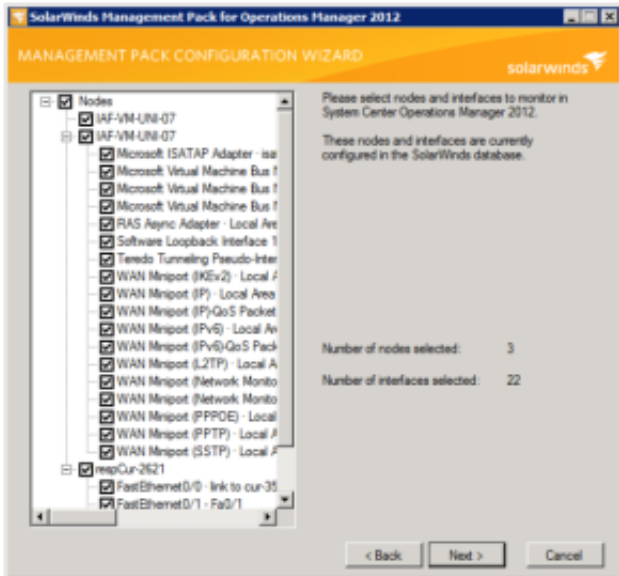 SolarWinds Management Pack for Operations Manager 2012
MANAGEMENT PACK CONFIGURATION WIZARD
solarwinds
Nodes
IAF-VM-UNI-07
IAF-VM-UNI-07
Microsoft ISATAP Adapter · isa
Microsoft Virtual Machine Bus N
Microsoft Virtual Machine Bus N
Microsoft Virtual Machine Bus N
RAS Async Adapter · Local Are
Software Loopback Interface 1
Teredo Tunneling Pseudo-Inter
WAN Miniport (IKEv2) · Local A
WAN Miniport (IP) · Local Area
WAN Miniport (IP)-QoS Packet
WAN Miniport (IPv6) · Local Are
WAN Miniport (IPv6)-QoS Pack
WAN Miniport (L2TP) · Local A
WAN Miniport (Network Monito
WAN Miniport (Network Monito
WAN Miniport (PPPOE) · Local
WAN Miniport (PPTP) · Local A
WAN Miniport (SSTP) · Local A
respCur-2621
FastEthernet0/0 · link to cur-35
FastEthernet0/1 · Fa0/1
Please select nodes and interfaces to monitor in
System Center Operations Manager 2012.
These nodes and interfaces are currently
configured in the SolarWinds database.
Number of nodes selected: 3
Number of interfaces selected: 22
< Back Next > Cancel